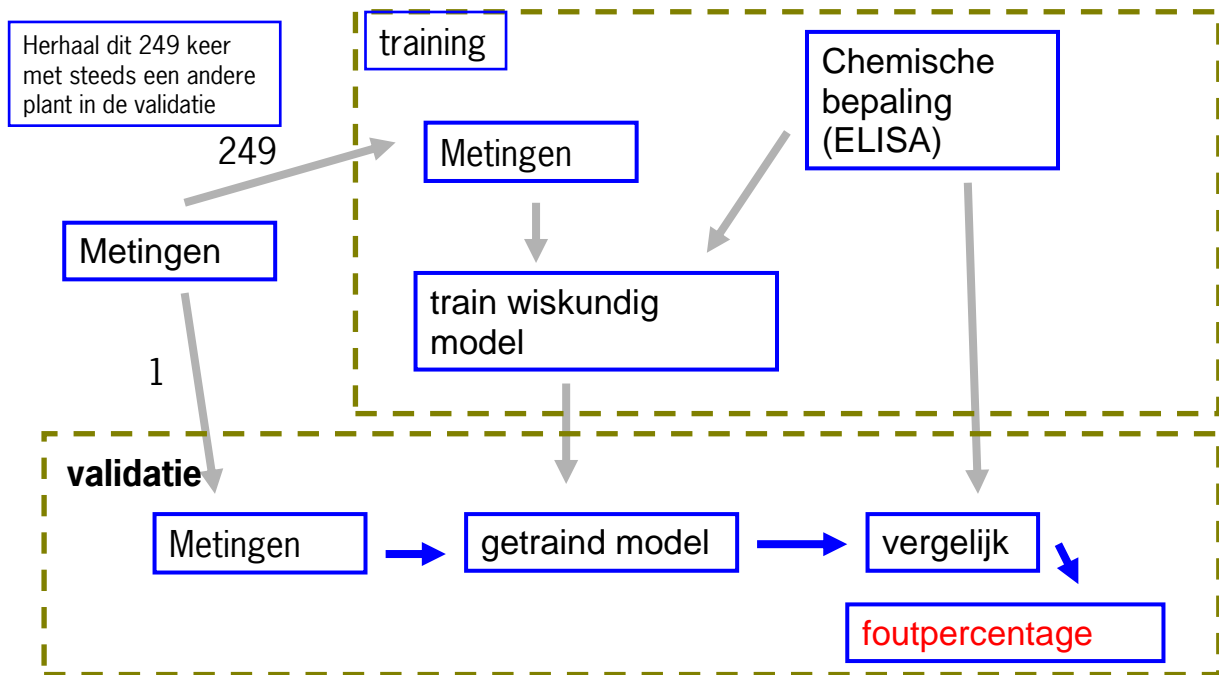 Herhaal dit 249 keer
met steeds een andere
plant in de validatie
training
Chemische
bepaling
(ELISA)
249
Metingen
Metingen
train wiskundig
model
1
validatie
Metingen
getraind model
vergelijk
foutpercentage